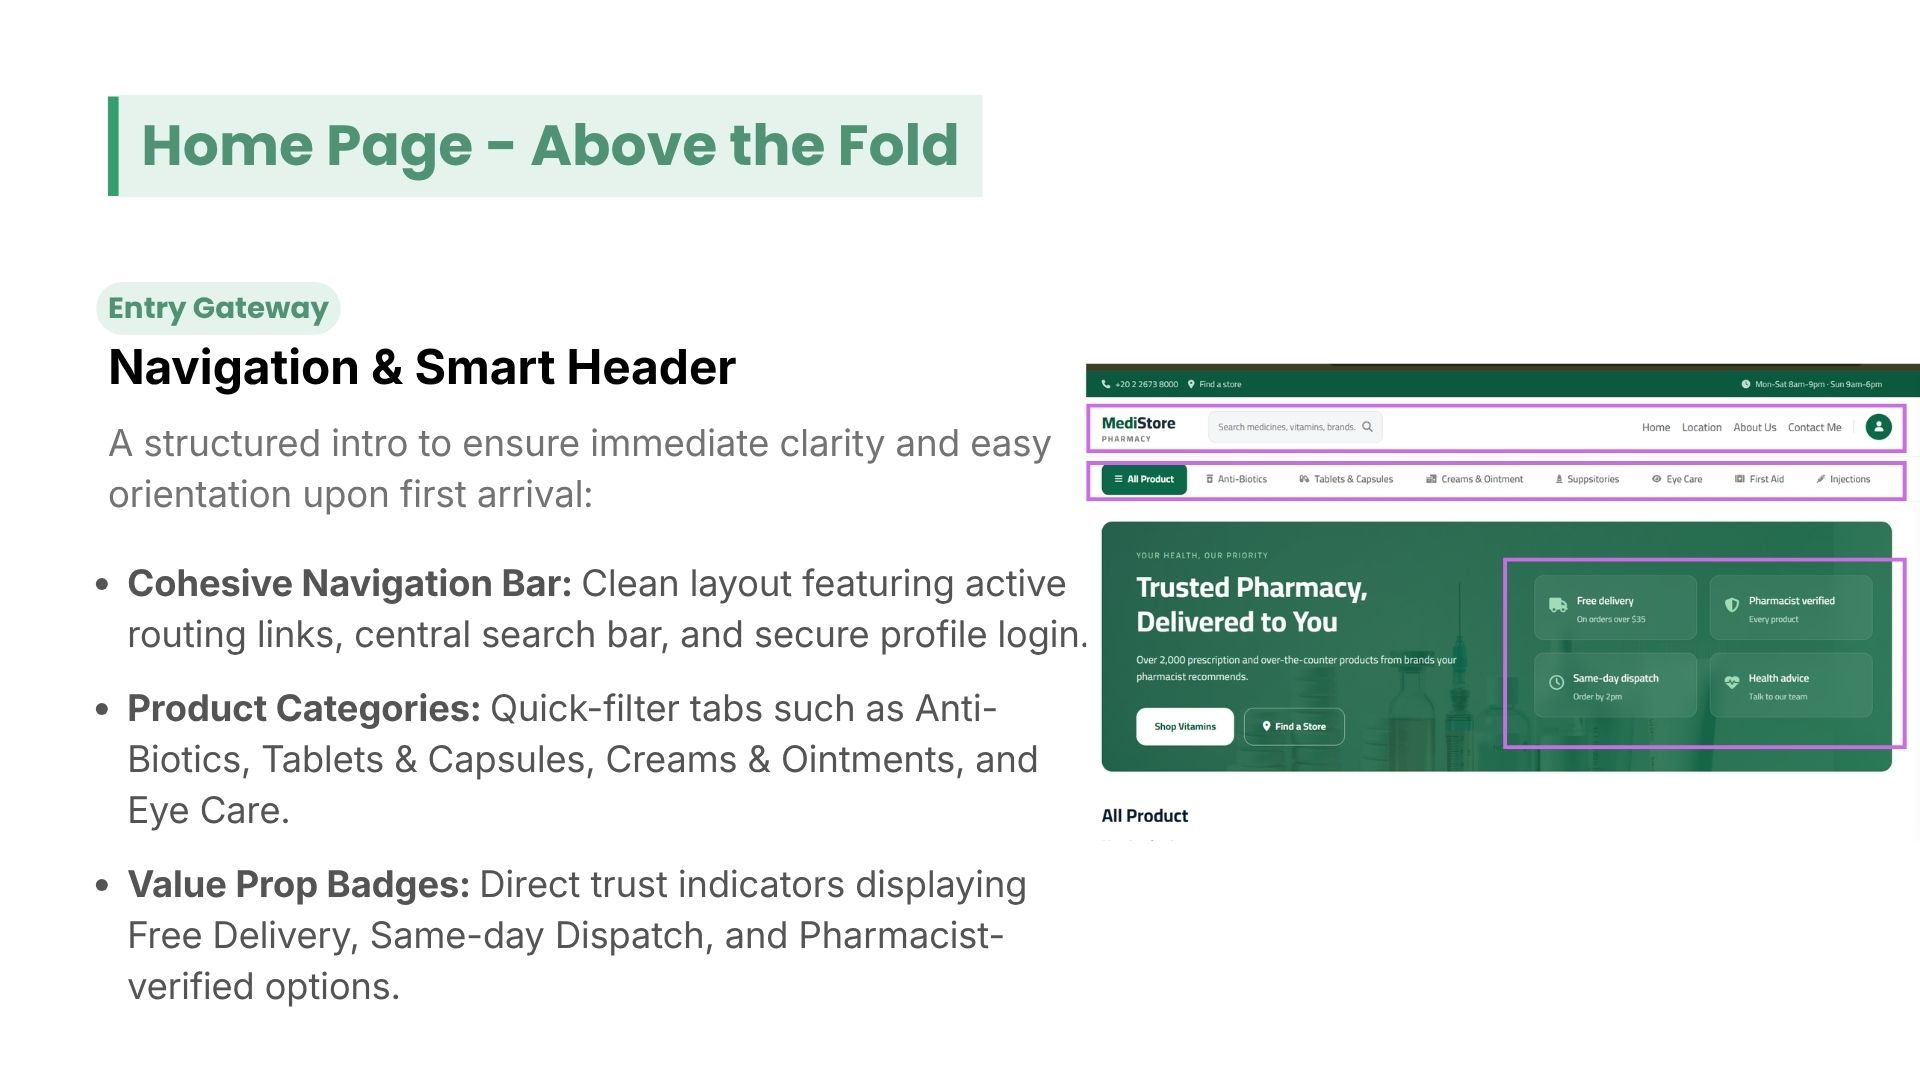 Home Page - Above the Fold
Entry Gateway
Navigation & Smart Header
A structured intro to ensure immediate clarity and easy
orientation upon first arrival:
• Cohesive Navigation Bar: Clean layout featuring active
routing links, central search bar, and secure profile login.
• Product Categories: Quick-filter tabs such as Anti-
Biotics, Tablets & Capsules, Creams & Ointments, and
Eye Care.
• Value Prop Badges: Direct trust indicators displaying
Free Delivery, Same-day Dispatch, and Pharmacist-
verified options.
+20 2 2673 8000 Find a store Mon-Sat 8am-9pm · Sun 9am-6pm
MediStore
PHARMACY
Search medicines, vitamins, brands.
Home Location About Us Contact Me
All Product Anti-Biotics Tablets & Capsules Creams & Ointment Suppsitories Eye Care First Aid Injections
YOUR HEALTH, OUR PRIORITY
Trusted Pharmacy,
Delivered to You
Over 2,000 prescription and over-the-counter products from brands your
pharmacist recommends.
Shop Vitamins Find a Store
Free delivery
On orders over $35
Pharmacist verified
Every product
Same-day dispatch
Order by 2pm
Health advice
Talk to our team
All Product